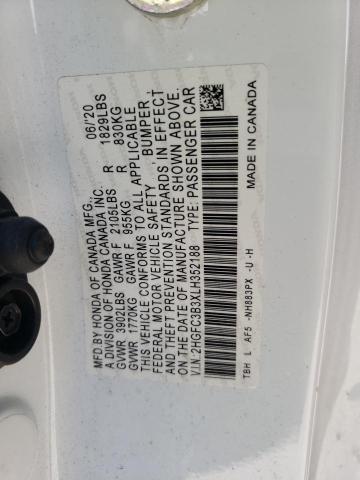 MFD. BY HONDA OF CANADA MFG. 06/'20
A DIVISION OF HONDA CANADA INC.
GVWR 3902LBS GAWR F 2105LBS R 1829LBS
GVWR 1770KG GAWR F 955KG R 830KG
THIS VEHICLE CONFORMS TO ALL APPLICABLE
FEDERAL MOTOR VEHICLE SAFETY, BUMPER,
AND THEFT PREVENTION STANDARDS IN EFFECT
ON THE DATE OF MANUFACTURE SHOWN ABOVE.
V.I.N.:2HGFC3B3XLH352188 TYPE: PASSENGER CAR
TBH L AF5 -NH883PX -U -H MADE IN CANADA